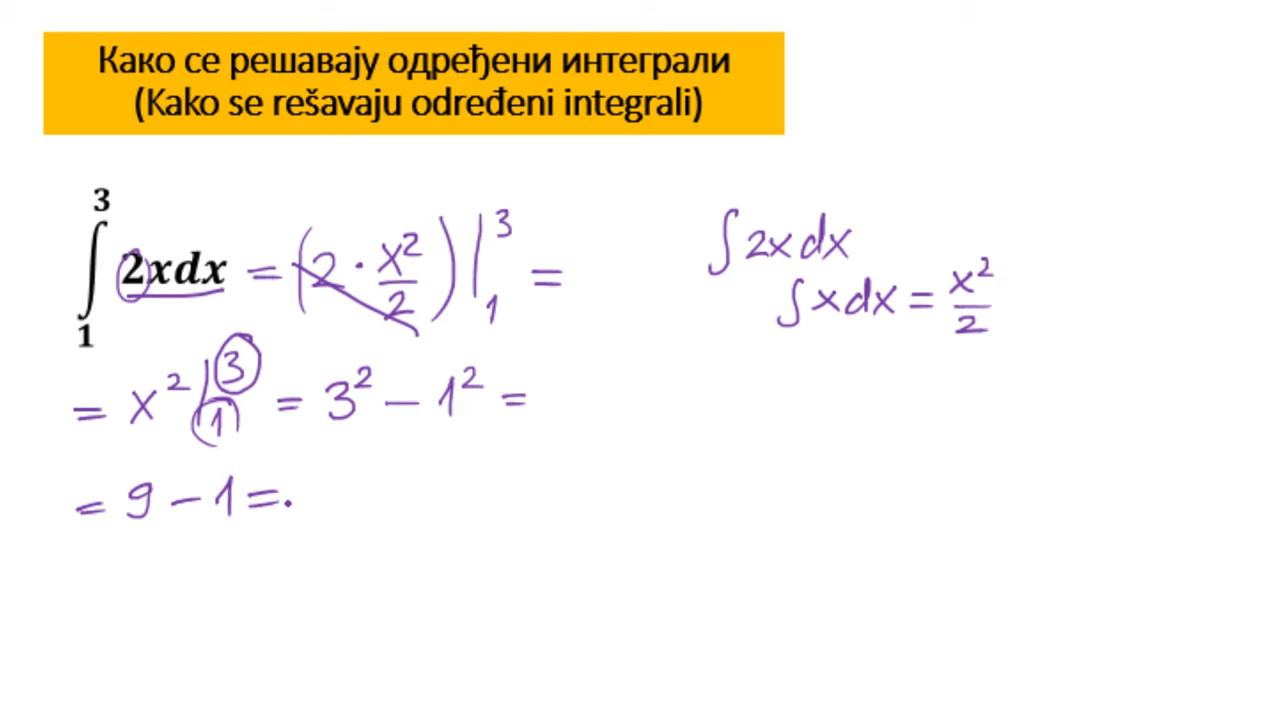 Како се решавају одређени интеграли
(Kako se rešavaju određeni integrali)
∫₁³ 2xdx = (2 · x²/2) |₁³ =
= x² |₁³ = 3² − 1² =
= 9 − 1 =
∫ 2x dx
∫ x dx = x²/2